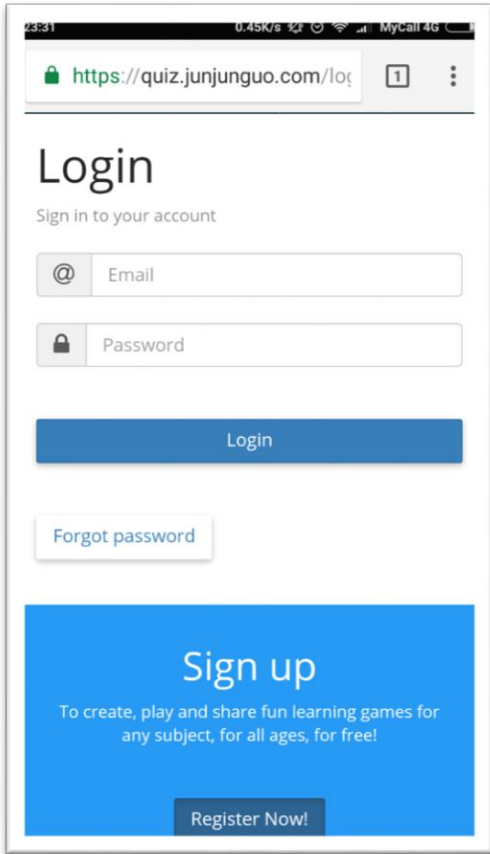 23:31 0.45K/s MyCall 4G
https://quiz.junjunguo.com/log 1
Login
Sign in to your account
@ Email
Password
Login
Forgot password
Sign up
To create, play and share fun learning games for
any subject, for all ages, for free!
Register Now!